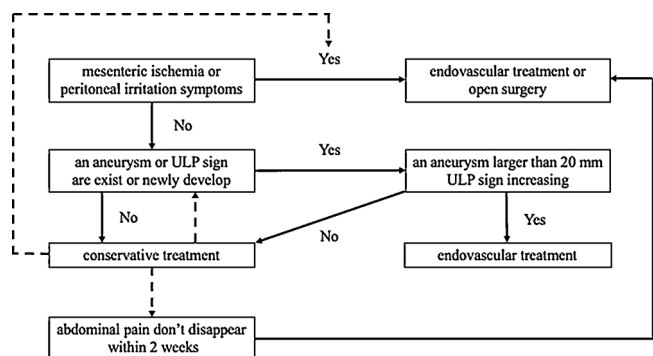 Yes
mesenteric ischemia or
peritoneal irritation symptoms
endovascular treatment or
open surgery
No
an aneurysm or ULP sign
are exist or newly develop
Yes
an aneurysm larger than 20 mm
ULP sign increasing
No
No
Yes
conservative treatment
endovascular treatment
abdominal pain don't disappear
within 2 weeks